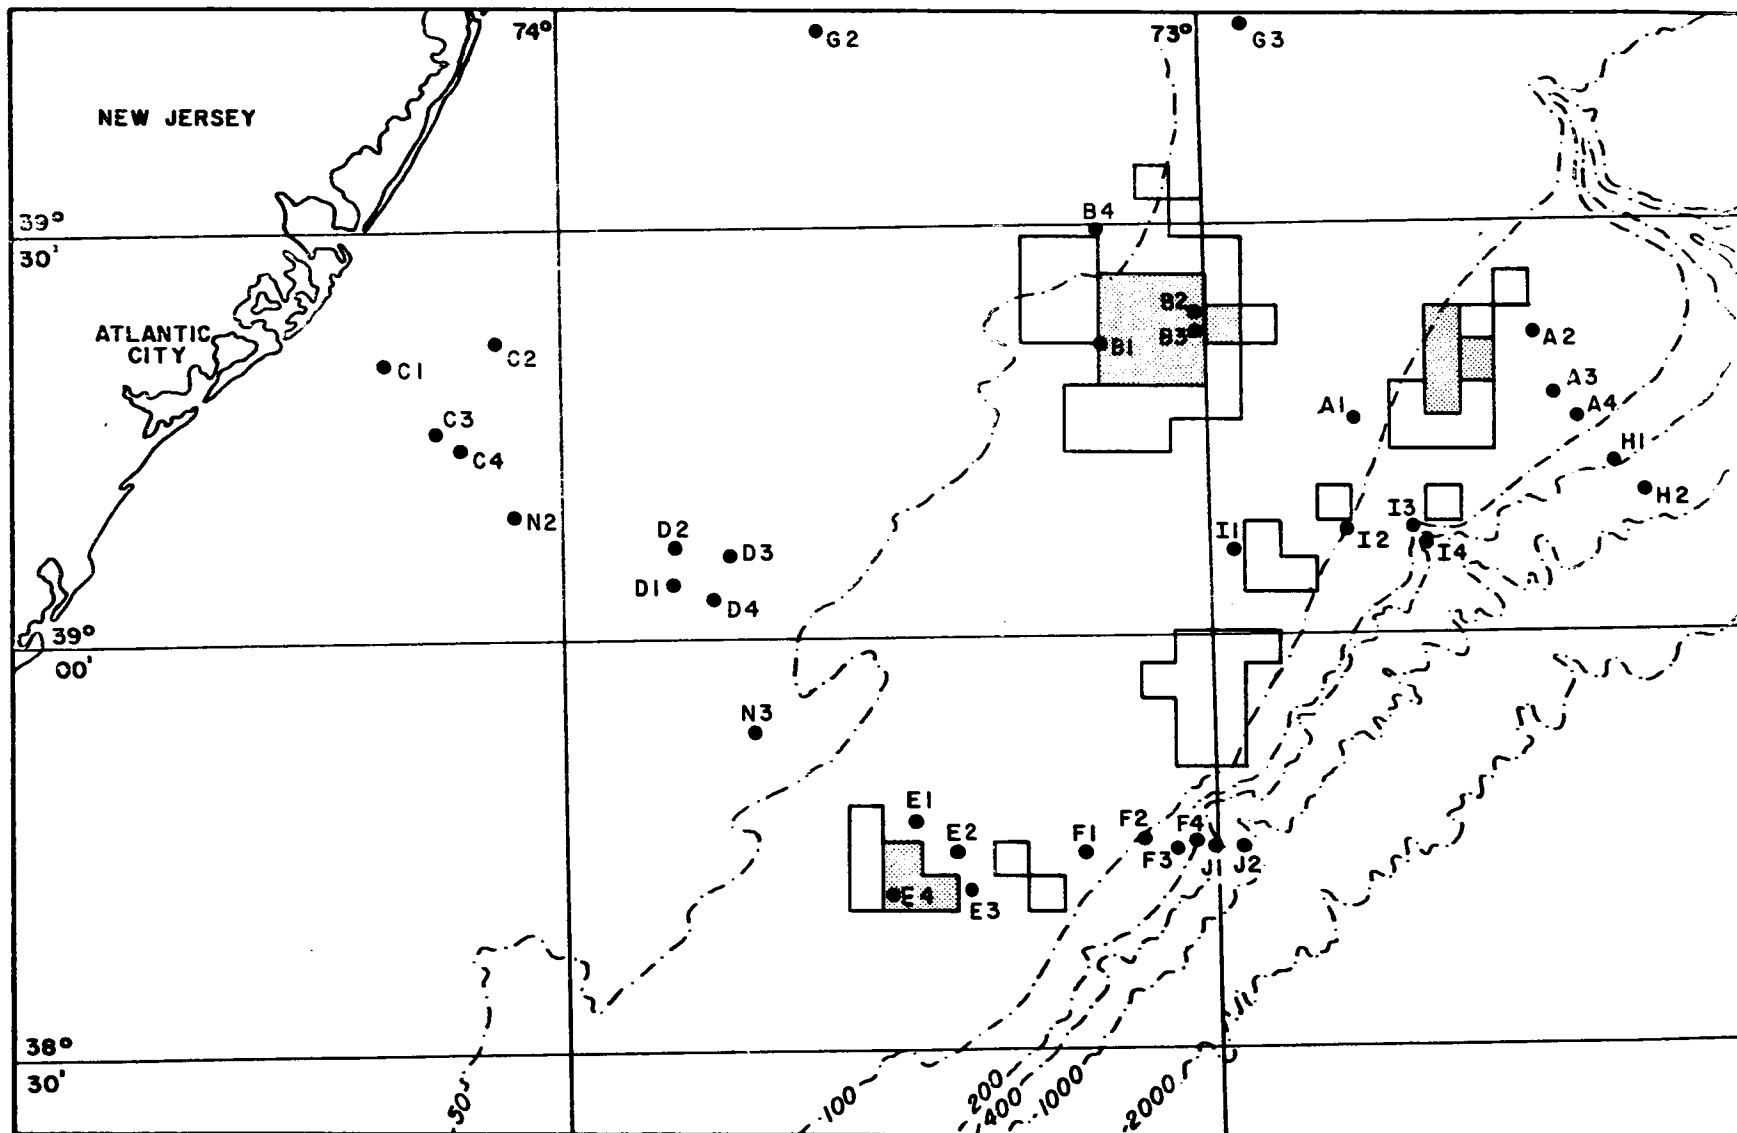 74°
G2
73°
G3
NEW JERSEY
39°
30'
B4
ATLANTIC
CITY
C1
C2
B2
B3
B1
A2
A1
A3
A4
C3
C4
H1
H2
N2
D2
D3
D1
D4
I1
I2
I3
I4
39°
00'
N3
E1
E2
E4
E3
F1
F2
F3
F4
J1
J2
38°
30'
50'
100
200
400
1000
2000